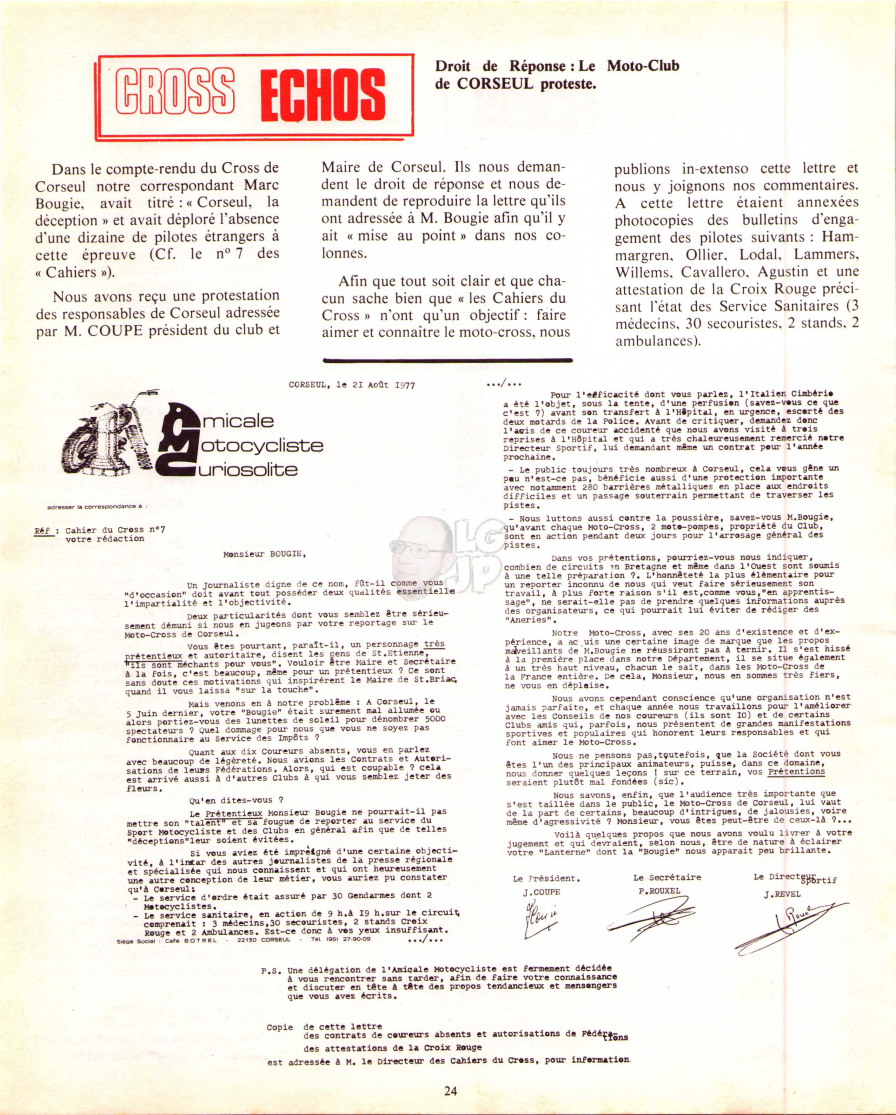 CROSS ECHOS
Droit de Réponse : Le Moto-Club
de CORSEUL proteste.
Dans le compte-rendu du Cross de
Corseul notre correspondant Marc
Bougie, avait titré : « Corseul, la
déception » et avait déploré l'absence
d'une dizaine de pilotes étrangers à
cette épreuve (Cf. le n° 7 des
« Cahiers »).
Nous avons reçu une protestation
des responsables de Corseul adressée
par M. COUPE président du club et
Maire de Corseul. Ils nous deman-
dent le droit de réponse et nous de-
mandent de reproduire la lettre qu'ils
ont adressée à M. Bougie afin qu'il y
ait « mise au point » dans nos co-
lonnes.
Afin que tout soit clair et que cha-
cun sache bien que « les Cahiers du
Cross » n'ont qu'un objectif : faire
aimer et connaitre le moto-cross, nous
publions in-extenso cette lettre et
nous y joignons nos commentaires.
A cette lettre étaient annexées
photocopies des bulletins d'enga-
gement des pilotes suivants : Ham-
margren, Ollier, Lodal, Lammers,
Willems, Cavallero, Agustin et une
attestation de la Croix Rouge préci-
sant l'état des Service Sanitaires (3
médecins, 30 secouristes, 2 stands, 2
ambulances).
CORSEUL, le 2I Août 1977
Amicale
Motocycliste
Curiosolite
adresser la correspondance à :
Réf : Cahier du Cross n°7
votre rédaction
Monsieur BOUGIE,
Un Journaliste digne de ce nom, fût-il comme vous
"d'occasion" doit avant tout posséder deux qualités essentielle
l'impartialité et l'objectivité.
Deux particularités dont vous semblez être sérieu-
sement démuni si nous en jugeons par votre reportage sur le
Moto-Cross de Corseul.
Vous êtes pourtant, paraît-il, un personnage très
prétentieux et autoritaire, disent les gens de St.Etienne,
"ils sont méchants pour vous". Vouloir être Maire et Secrétaire
à la fois, c'est beaucoup, même pour un prétentieux ? Ce sont
sans doute ces motivations qui inspirérent le Maire de St.Briac
quand il vous laissa "sur la touche".
Mais venons en à notre problême : A Corseul, le
5 Juin dernier, votre "Bougie" était surement mal allumée ou
alors portiez-vous des lunettes de soleil pour dénombrer 5000
spectateurs ? Quel dommage pour nous que vous ne soyez pas
fonctionnaire au Service des Impôts ?
Quant aux dix Coureurs absents, vous en parlez
avec beaucoup de légèreté. Nous avions les Contrats et Autori-
sations de leurs Fédérations. Alors, qui est coupable ? cela
est arrivé aussi à d'autres Clubs à qui vous semblez jeter des
fleurs.
Qu'en dites-vous ?
Le Prétentieux Monsieur Bougie ne pourrait-il pas
mettre son "talent" et sa fougue de reporter au service du
Sport Motocycliste et des Clubs en général afin que de telles
"déceptions"leur soient évitées.
Si vous aviez été imprégné d'une certaine objecti-
vité, à l'instar des autres journalistes de la presse régionale
et spécialisée qui nous connaissent et qui ont heureusement
une autre conception de leur métier, vous auriez pu constater
qu'à Corseul:
- Le service d'ordre était assuré par 30 Gendarmes dont 2
Motocyclistes.
- Le service sanitaire, en action de 9 h.à I9 h.sur le circuit,
comprenait : 3 médecins,30 secouristes, 2 stands Croix
Rouge et 2 Ambulances. Est-ce donc à vos yeux insuffisant.
Siège Social : Café BOTREL - 22130 CORSEUL - Tél. (96) 27-90-09 .../...
.../...
Pour l'efficacité dont vous parlez, l'Italien Cimbério
a été l'objet, sous la tente, d'une perfusion (savez-vous ce que
c'est ?) avant son transfert à l'Hôpital, en urgence, escorté des
deux motards de la Police. Avant de critiquer, demandez donc
l'avis de ce coureur accidenté que nous avons visité à trois
reprises à l'Hôpital et qui a très chaleureusement remercié notre
Directeur Sportif, lui demandant même un contrat pour l'année
prochaine.
- Le public toujours très nombreux à Corseul, cela vous gêne un
peu n'est-ce pas, bénéficie aussi d'une protection importante
avec notamment 280 barrières métalliques en place aux endroits
difficiles et un passage souterrain permettant de traverser les
pistes.
- Nous luttons aussi contre la poussière, savez-vous M.Bougie,
qu'avant chaque Moto-Cross, 2 moto-pompes, propriété du Club,
sont en action pendant deux jours pour l'arrosage général des
pistes.
Dans vos prétentions, pourriez-vous nous indiquer,
combien de circuits en Bretagne et même dans l'Ouest sont soumis
à une telle préparation ?. L'honnêteté la plus élémentaire pour
un reporter inconnu de nous qui veut faire sérieusement son
travail, à plus forte raison s'il est,comme vous,"en apprentis-
sage", ne serait-elle pas de prendre quelques informations auprès
des organisateurs, ce qui pourrait lui éviter de rédiger des
"Aneries".
Notre Moto-Cross, avec ses 20 ans d'existence et d'ex-
périence, a ac uis une certaine image de marque que les propos
malveillants de M.Bougie ne réussiront pas à ternir. Il s'est hissé
à la première place dans notre Département, il se situe également
à un très haut niveau, chacun le sait, dans les Moto-Cross de
la France entière. De cela, Monsieur, nous en sommes très fiers,
ne vous en déplaise.
Nous avons cependant conscience qu'une organisation n'est
jamais parfaite, et chaque année nous travaillons pour l'améliorer
avec les Conseils de nos coureurs (ils sont IO) et de certains
Clubs amis qui, parfois, nous présentent de grandes manifestations
sportives et populaires qui honorent leurs responsables et qui
font aimer le Moto-Cross.
Nous ne pensons pas,toutefois, que la Société dont vous
êtes l'un des principaux animateurs, puisse, dans ce domaine,
nous donner quelques leçons ! sur ce terrain, vos Prétentions
seraient plutôt mal fondées (sic).
Nous savons, enfin, que l'audience très importante que
s'est taillée dans le public, le Moto-Cross de Corseul, lui vaut
de la part de certains, beaucoup d'intrigues, de jalousies, voire
même d'agressivité ? Monsieur, vous êtes peut-être de ceux-là ?...
Voilà quelques propos que nous avons voulu livrer à votre
jugement et qui devraient, selon nous, être de nature à éclairer
votre "Lanterne" dont la "Bougie" nous apparait peu brillante.
Le Président. Le Secrétaire Le Directeur Sportif
J.COUPE P.ROUXEL J.REVEL
P.S. Une délégation de l'Amicale Motocycliste est fermement décidée
à vous rencontrer sans tarder, afin de faire votre connaissance
et discuter en tête à tête des propos tendancieux et mensongers
que vous avez écrits.
Copie de cette lettre
des contrats de coureurs absents et autorisations de Fédérations
des attestations de la Croix Rouge
est adressée à M. le Directeur des Cahiers du Cross, pour information.
24
LG
JP